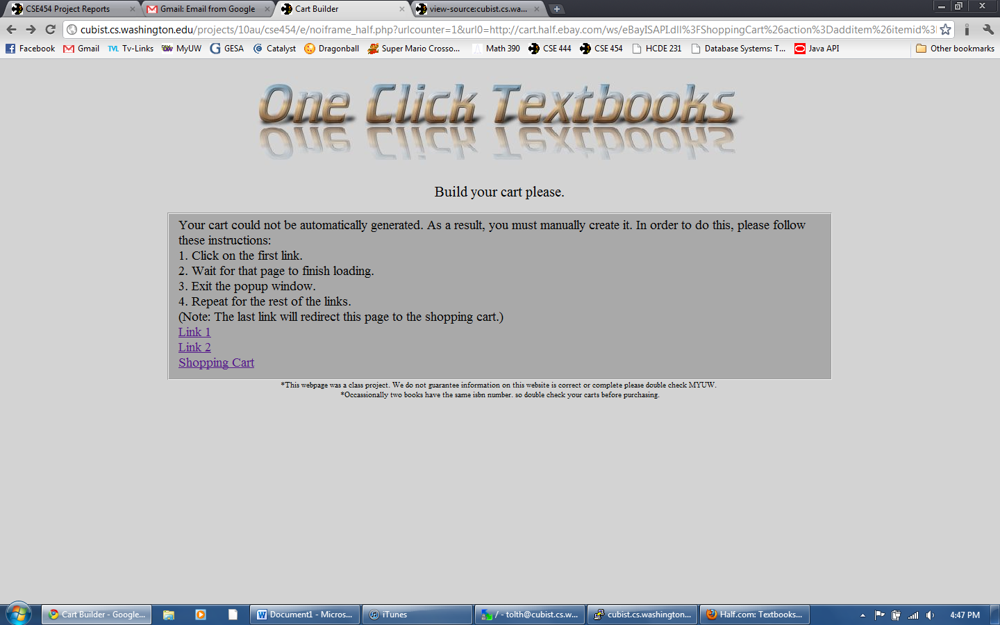 CSE454 Project Reports
Gmail: Email from Google
Cart Builder
view-source:cubist.cs.wa...
cubist.cs.washington.edu/projects/10au/cse454/e/noiframe_half.php?urlcounter=1&url0=http://cart.half.ebay.com/ws/eBayISAPI.dll%3FShoppingCart%26action%3Dadditem%26itemid%3
Facebook
Gmail
TVL Tv-Links
MyUW
GESA
Catalyst
Dragonball
Super Mario Crosso...
Math 390
CSE 444
CSE 454
HCDE 231
Database Systems: T...
Java API
Other bookmarks
One Click Textbooks
Build your cart please.
Your cart could not be automatically generated. As a result, you must manually create it. In order to do this, please follow
these instructions:
1. Click on the first link.
2. Wait for that page to finish loading.
3. Exit the popup window.
4. Repeat for the rest of the links.
(Note: The last link will redirect this page to the shopping cart.)
Link 1
Link 2
Shopping Cart
*This webpage was a class project. We do not guarantee information on this website is correct or complete please double check MYUW.
*Occassionally two books have the same isbn number. so double check your carts before purchasing.
Cart Builder - Google...
Document1 - Micros...
iTunes
/ - tolth@cubist.cs.w...
cubist.cs.washington...
Half.com: Textbooks...
4:47 PM